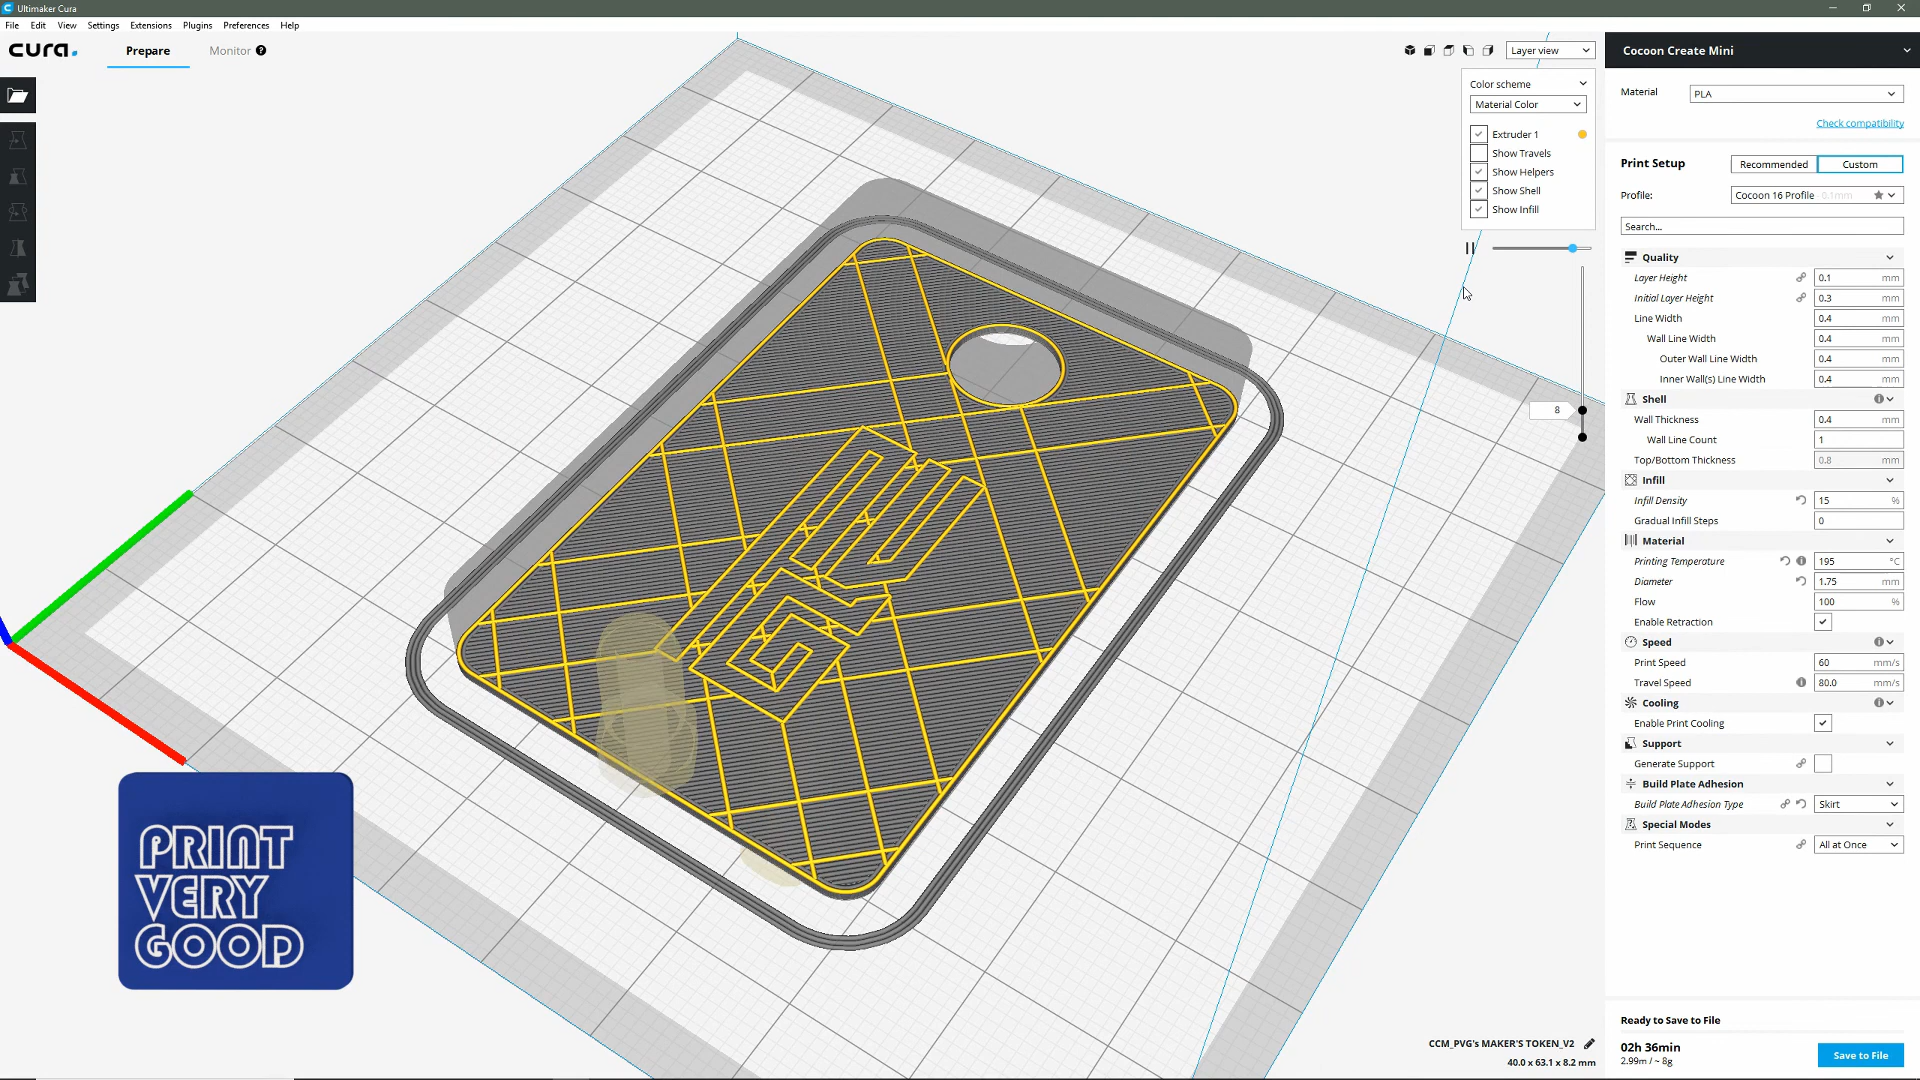 Ultimaker Cura
File Edit View Settings Extensions Plugins Preferences Help
cura.
Prepare
Monitor ?
Layer view
Color scheme
Material Color
Extruder 1
Show Travels
Show Helpers
Show Shell
Show Infill
8
Cocoon Create Mini
Material PLA
Check compatibility
Print Setup Recommended Custom
Profile: Cocoon 16 Profile 0.1mm
Search...
Quality
Layer Height 0.1 mm
Initial Layer Height 0.3 mm
Line Width 0.4 mm
Wall Line Width 0.4 mm
Outer Wall Line Width 0.4 mm
Inner Wall(s) Line Width 0.4 mm
Shell
Wall Thickness 0.4 mm
Wall Line Count 1
Top/Bottom Thickness 0.8 mm
Infill
Infill Density 15 %
Gradual Infill Steps 0
Material
Printing Temperature 195 °C
Diameter 1.75 mm
Flow 100 %
Enable Retraction
Speed
Print Speed 60 mm/s
Travel Speed 80.0 mm/s
Cooling
Enable Print Cooling
Support
Generate Support
Build Plate Adhesion
Build Plate Adhesion Type Skirt
Special Modes
Print Sequence All at Once
PRINT
VERY
GOOD
CCM_PVG's MAKER'S TOKEN_V2
40.0 x 63.1 x 8.2 mm
Ready to Save to File
02h 36min
2.99m / ~ 8g
Save to File